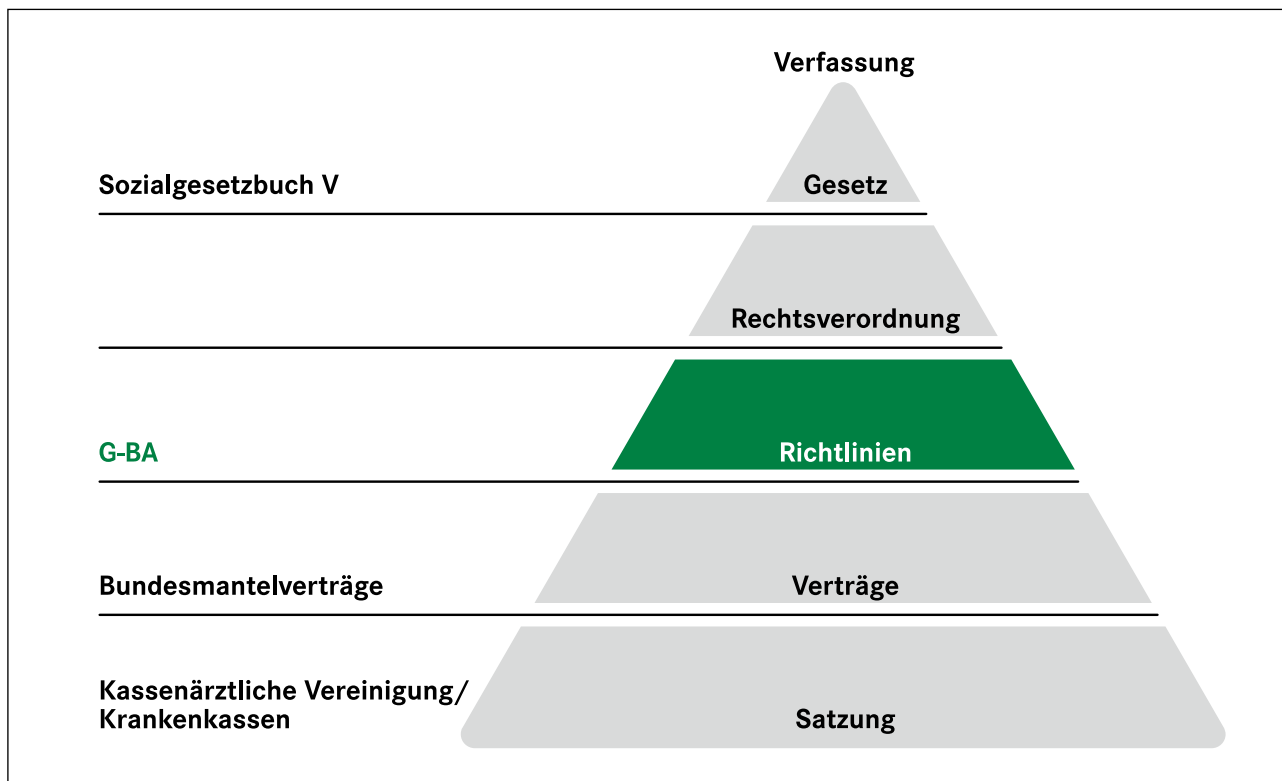 Verfassung
Sozialgesetzbuch V
Gesetz
Rechtsverordnung
G-BA
Richtlinien
Bundesmantelverträge
Verträge
Kassenärztliche Vereinigung/
Krankenkassen
Satzung